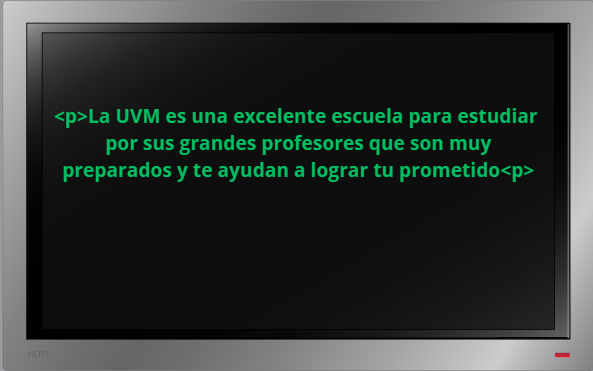 <p>La UVM es una excelente escuela para estudiar
por sus grandes profesores que son muy
preparados y te ayudan a lograr tu prometido<p>
HDTV